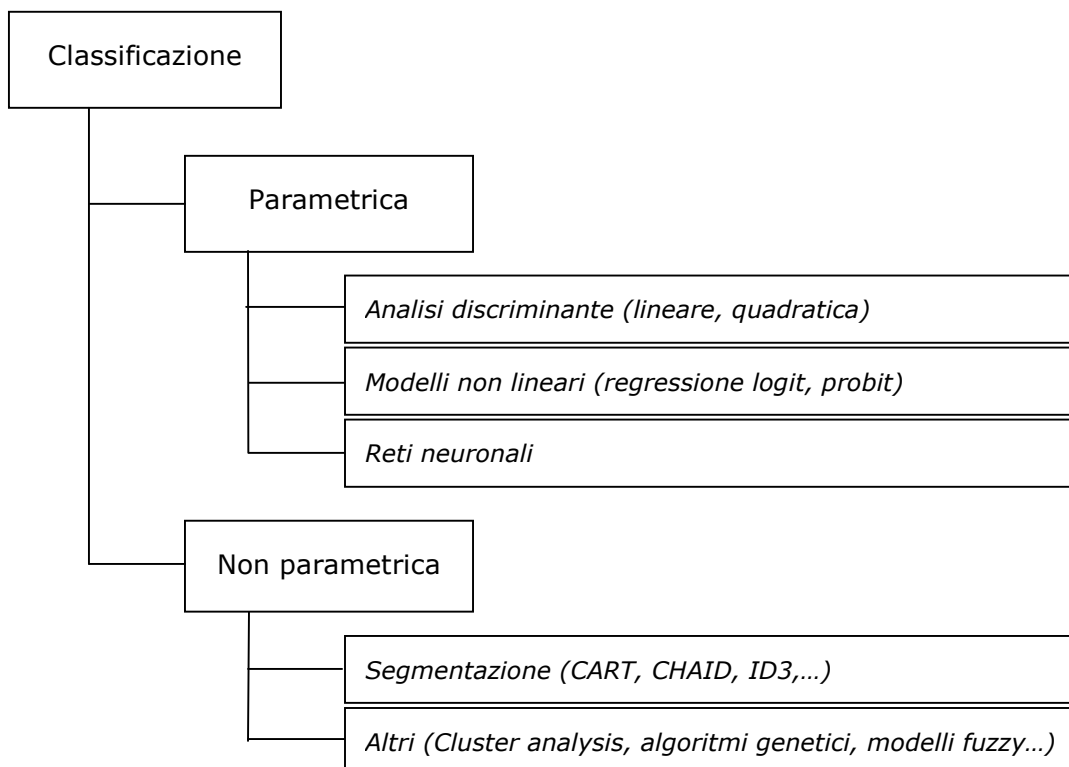 Classificazione
Parametrica
Analisi discriminante (lineare, quadratica)
Modelli non lineari (regressione logit, probit)
Reti neuronali
Non parametrica
Segmentazione (CART, CHAID, ID3,…)
Altri (Cluster analysis, algoritmi genetici, modelli fuzzy…)